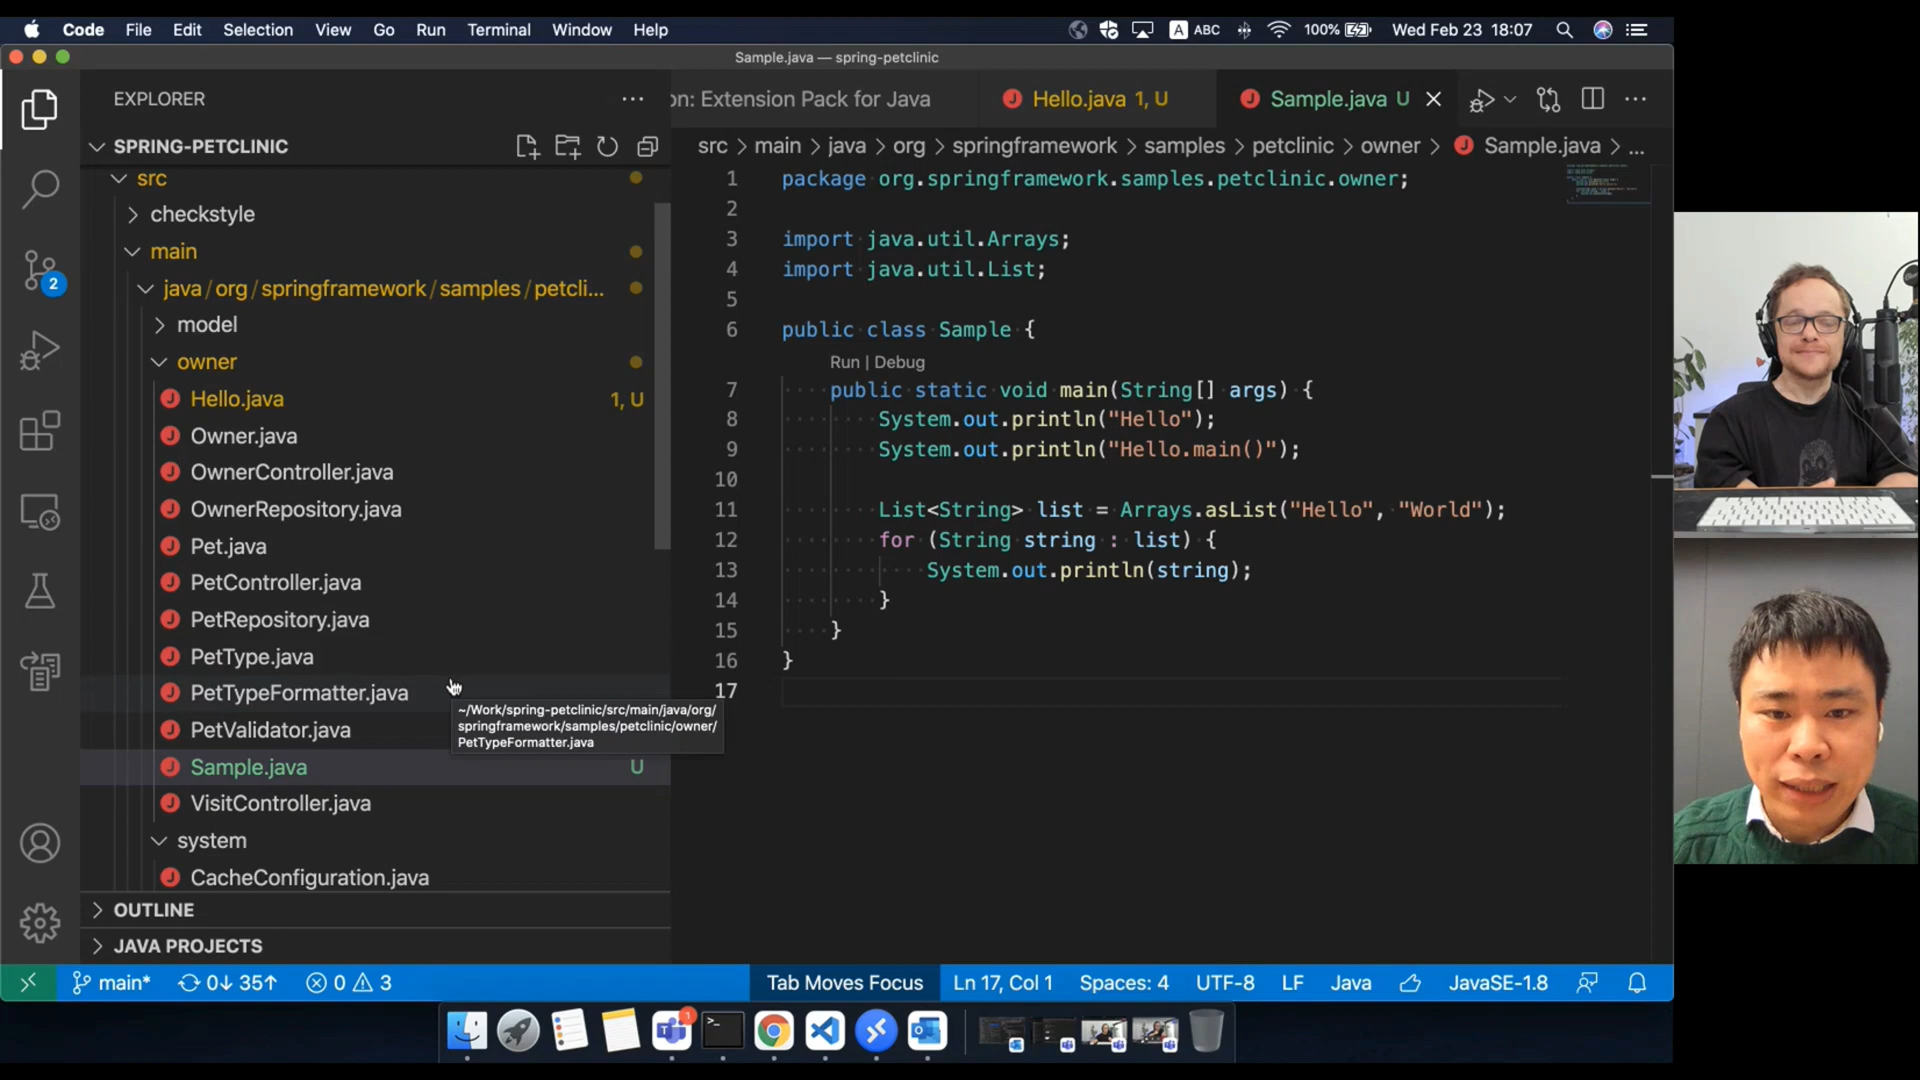 Code File Edit Selection View Go Run Terminal Window Help
A ABC 100% Wed Feb 23 18:07
Sample.java — spring-petclinic
EXPLORER
on: Extension Pack for Java
Hello.java 1, U
Sample.java U
SPRING-PETCLINIC
src > main > java > org > springframework > samples > petclinic > owner > Sample.java > ...
src
checkstyle
main
java / org / springframework / samples / petcli...
model
owner
Hello.java 1, U
Owner.java
OwnerController.java
OwnerRepository.java
Pet.java
PetController.java
PetRepository.java
PetType.java
PetTypeFormatter.java
PetValidator.java
Sample.java U
VisitController.java
system
CacheConfiguration.java
OUTLINE
JAVA PROJECTS
2
~/Work/spring-petclinic/src/main/java/org/
springframework/samples/petclinic/owner/
PetTypeFormatter.java
1 package org.springframework.samples.petclinic.owner;
2
3 import java.util.Arrays;
4 import java.util.List;
5
6 public class Sample {
Run | Debug
7 public static void main(String[] args) {
8 System.out.println("Hello");
9 System.out.println("Hello.main()");
10
11 List<String> list = Arrays.asList("Hello", "World");
12 for (String string : list) {
13 System.out.println(string);
14 }
15 }
16 }
17
main* 0↓ 35↑ 0 3 Tab Moves Focus Ln 17, Col 1 Spaces: 4 UTF-8 LF Java JavaSE-1.8
1